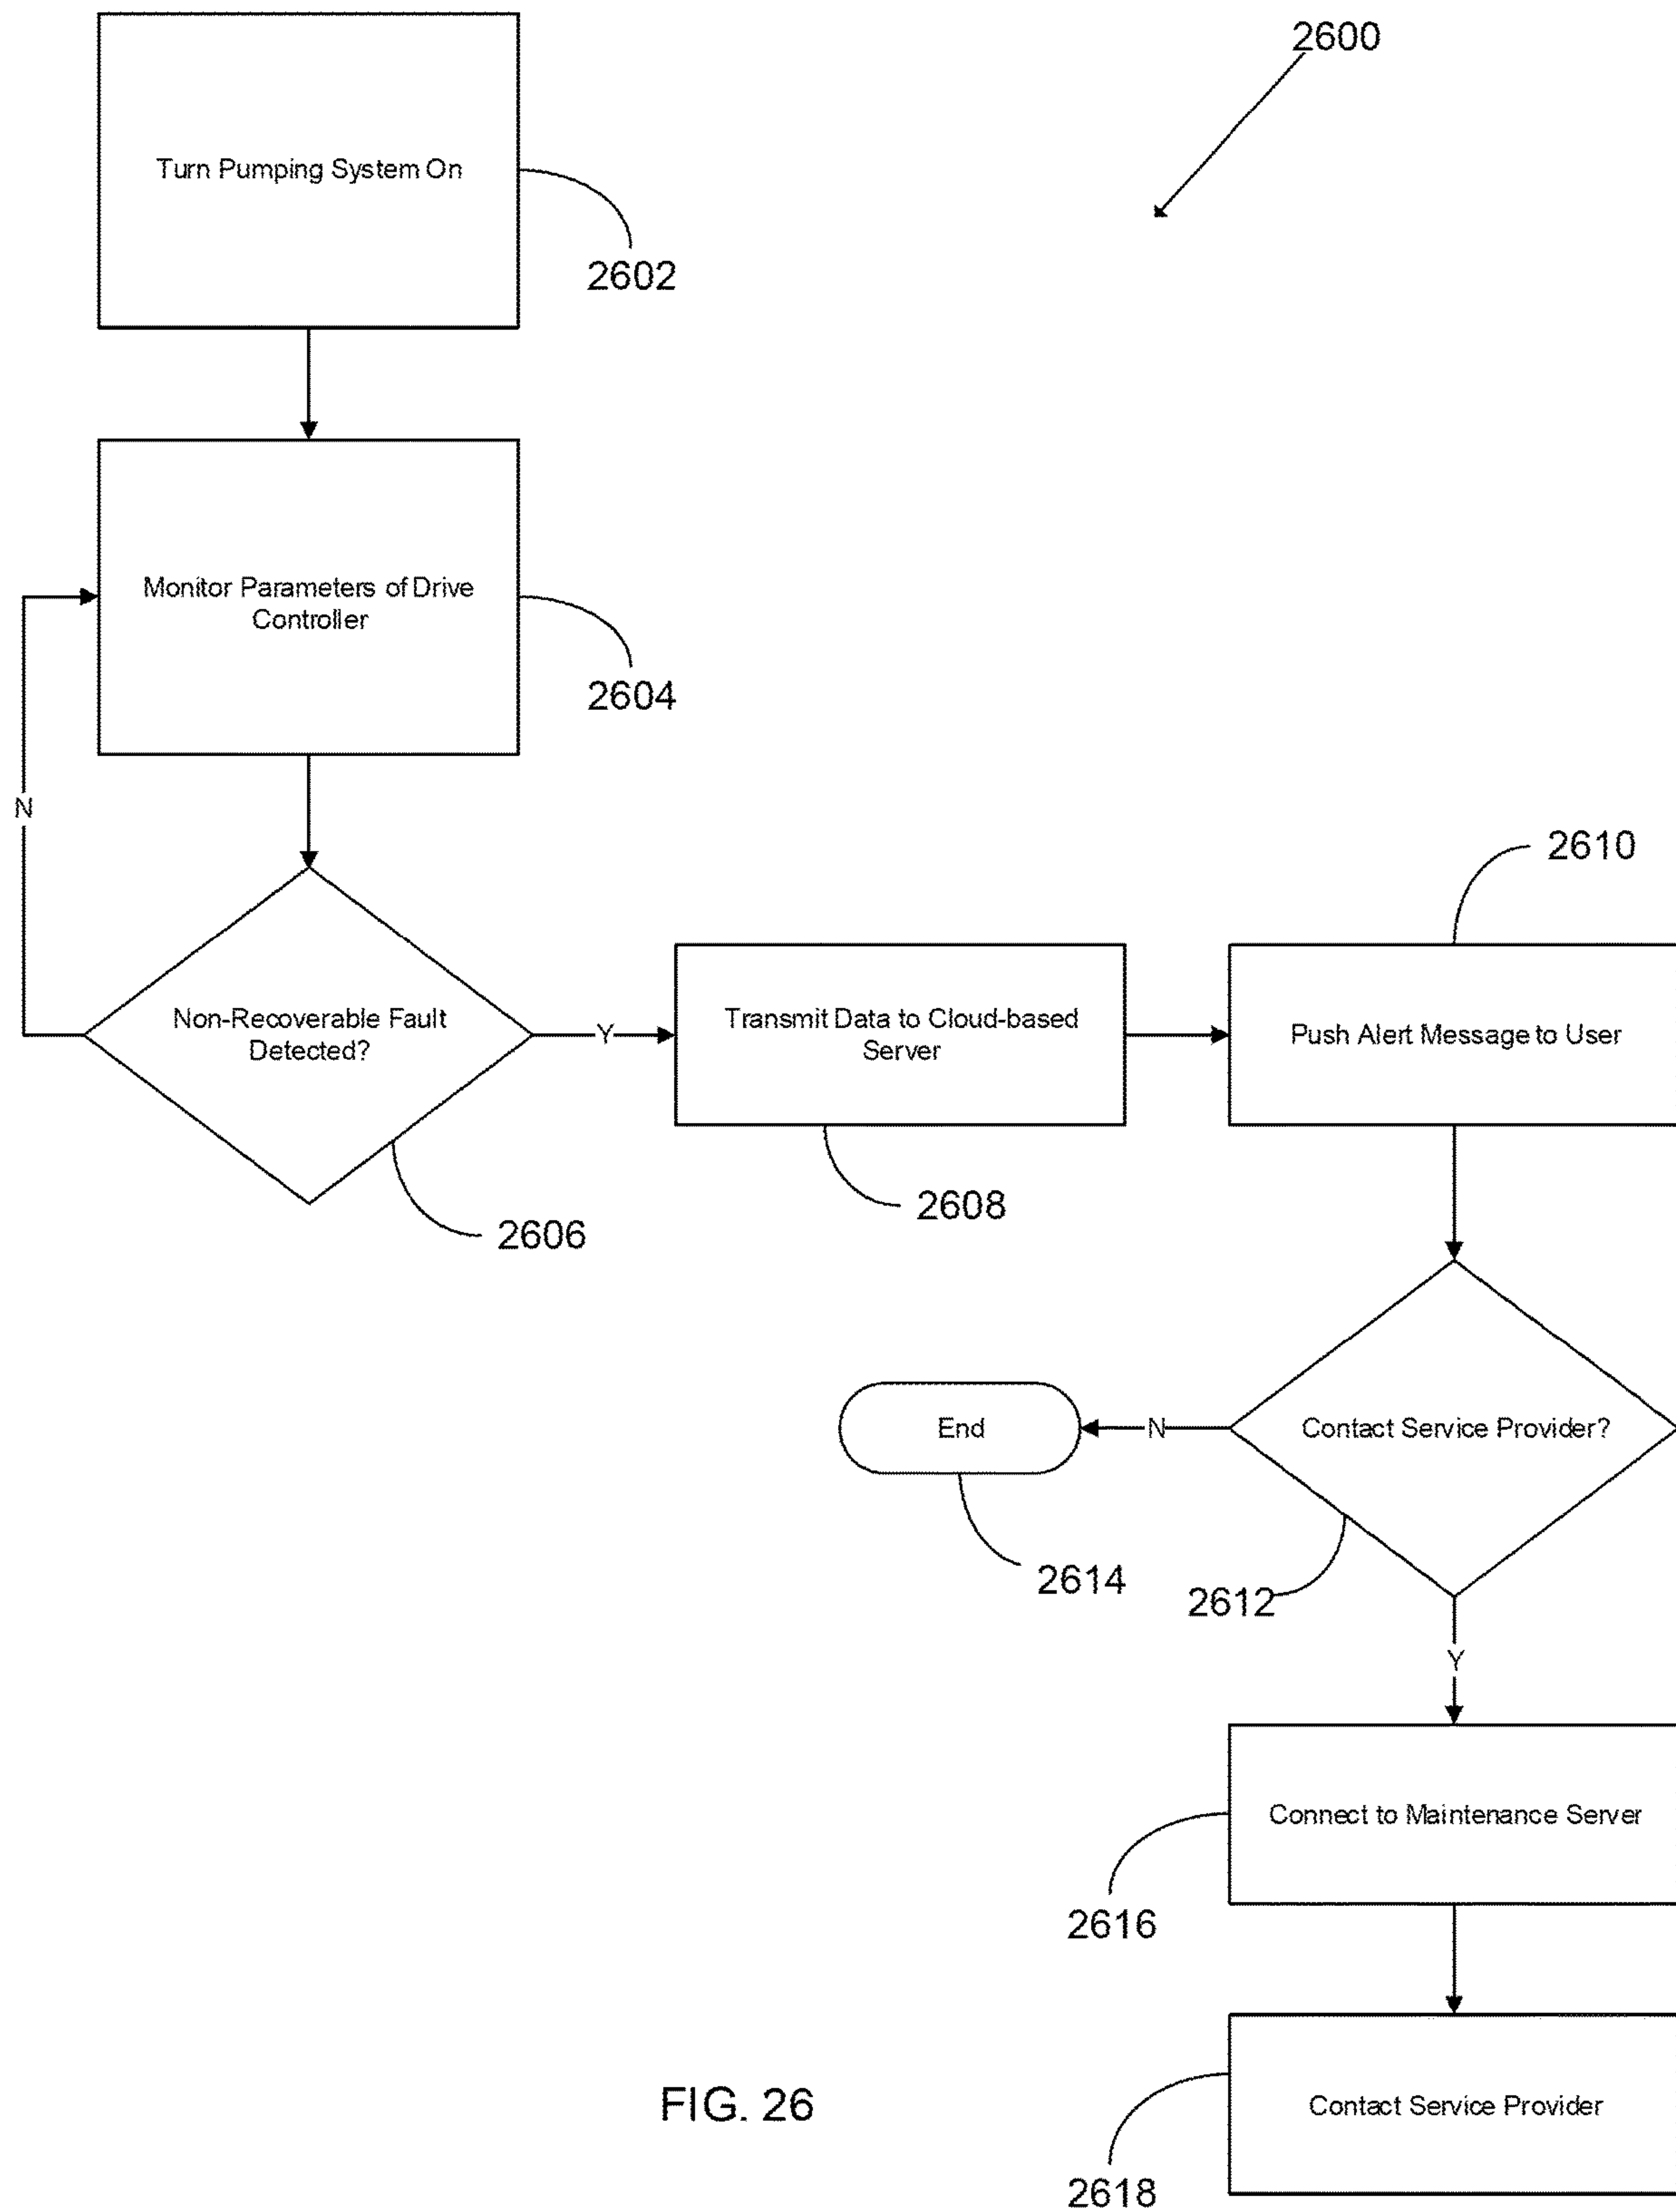 2600
Turn Pumping System On
2602
Monitor Parameters of Drive
Controller
2604
N
2610
Non-Recoverable Fault
Detected?
Y
Transmit Data to Cloud-based
Server
Push Alert Message to User
2608
2606
End
N
Contact Service Provider?
2614
2612
Y
Connect to Maintenance Server
2616
Contact Service Provider
FIG. 26
2618